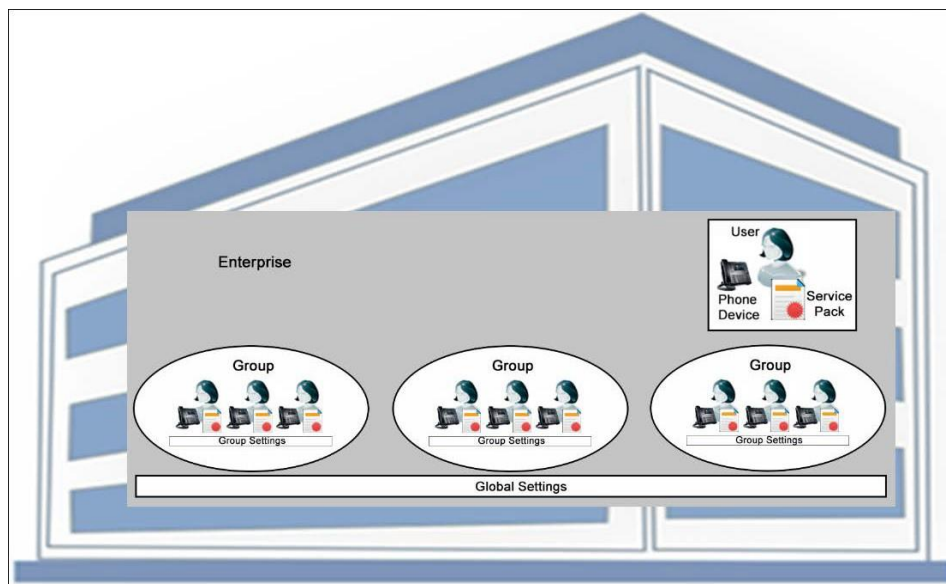 Enterprise
User
Phone
Device
Service
Pack
Group
Group Settings
Group
Group Settings
Group
Group Settings
Global Settings